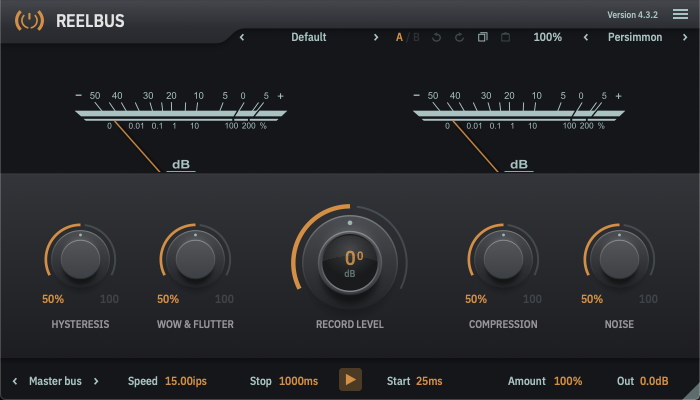 REELBUS
Version 4.3.2
Default
A / B
100%
Persimmon
− 50 40 30 20 10 5 0 5 +
0 0.01 0.1 1 10 100 200 %
dB
− 50 40 30 20 10 5 0 5 +
0 0.01 0.1 1 10 100 200 %
dB
0⁰
dB
50% 100
50% 100
50% 100
50% 100
HYSTERESIS
WOW & FLUTTER
RECORD LEVEL
COMPRESSION
NOISE
Master bus
Speed 15.00ips
Stop 1000ms
Start 25ms
Amount 100%
Out 0.0dB